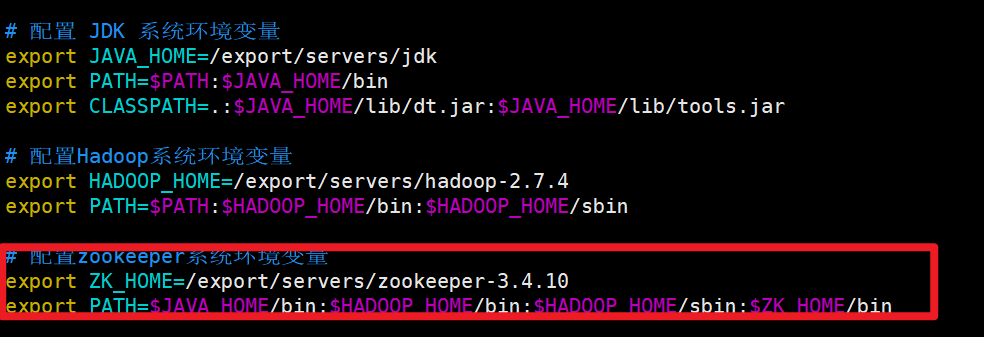 # 配置 JDK 系统环境变量
export JAVA_HOME=/export/servers/jdk
export PATH=$PATH:$JAVA_HOME/bin
export CLASSPATH=.:$JAVA_HOME/lib/dt.jar:$JAVA_HOME/lib/tools.jar
# 配置Hadoop系统环境变量
export HADOOP_HOME=/export/servers/hadoop-2.7.4
export PATH=$PATH:$HADOOP_HOME/bin:$HADOOP_HOME/sbin
# 配置zookeeper系统环境变量
export ZK_HOME=/export/servers/zookeeper-3.4.10
export PATH=$JAVA_HOME/bin:$HADOOP_HOME/bin:$HADOOP_HOME/sbin:$ZK_HOME/bin